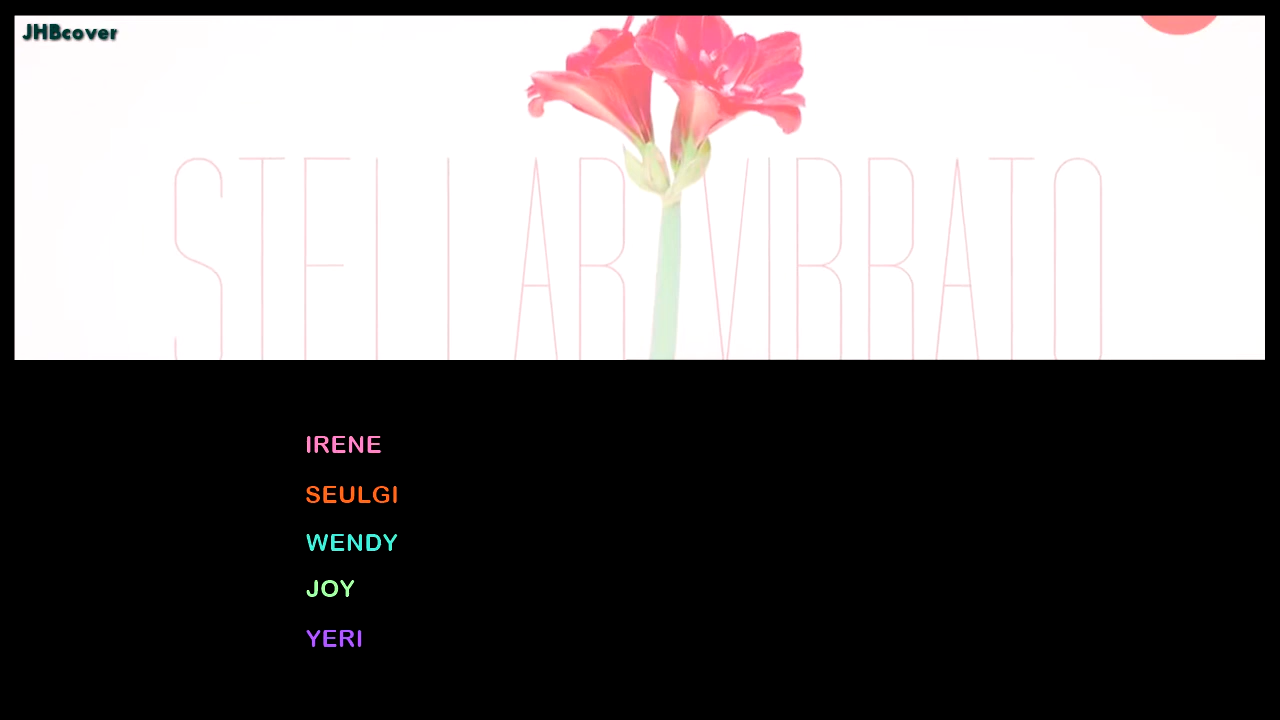 JHBcover
STELLAR VIBRATO
IRENE
SEULGI
WENDY
JOY
YERI